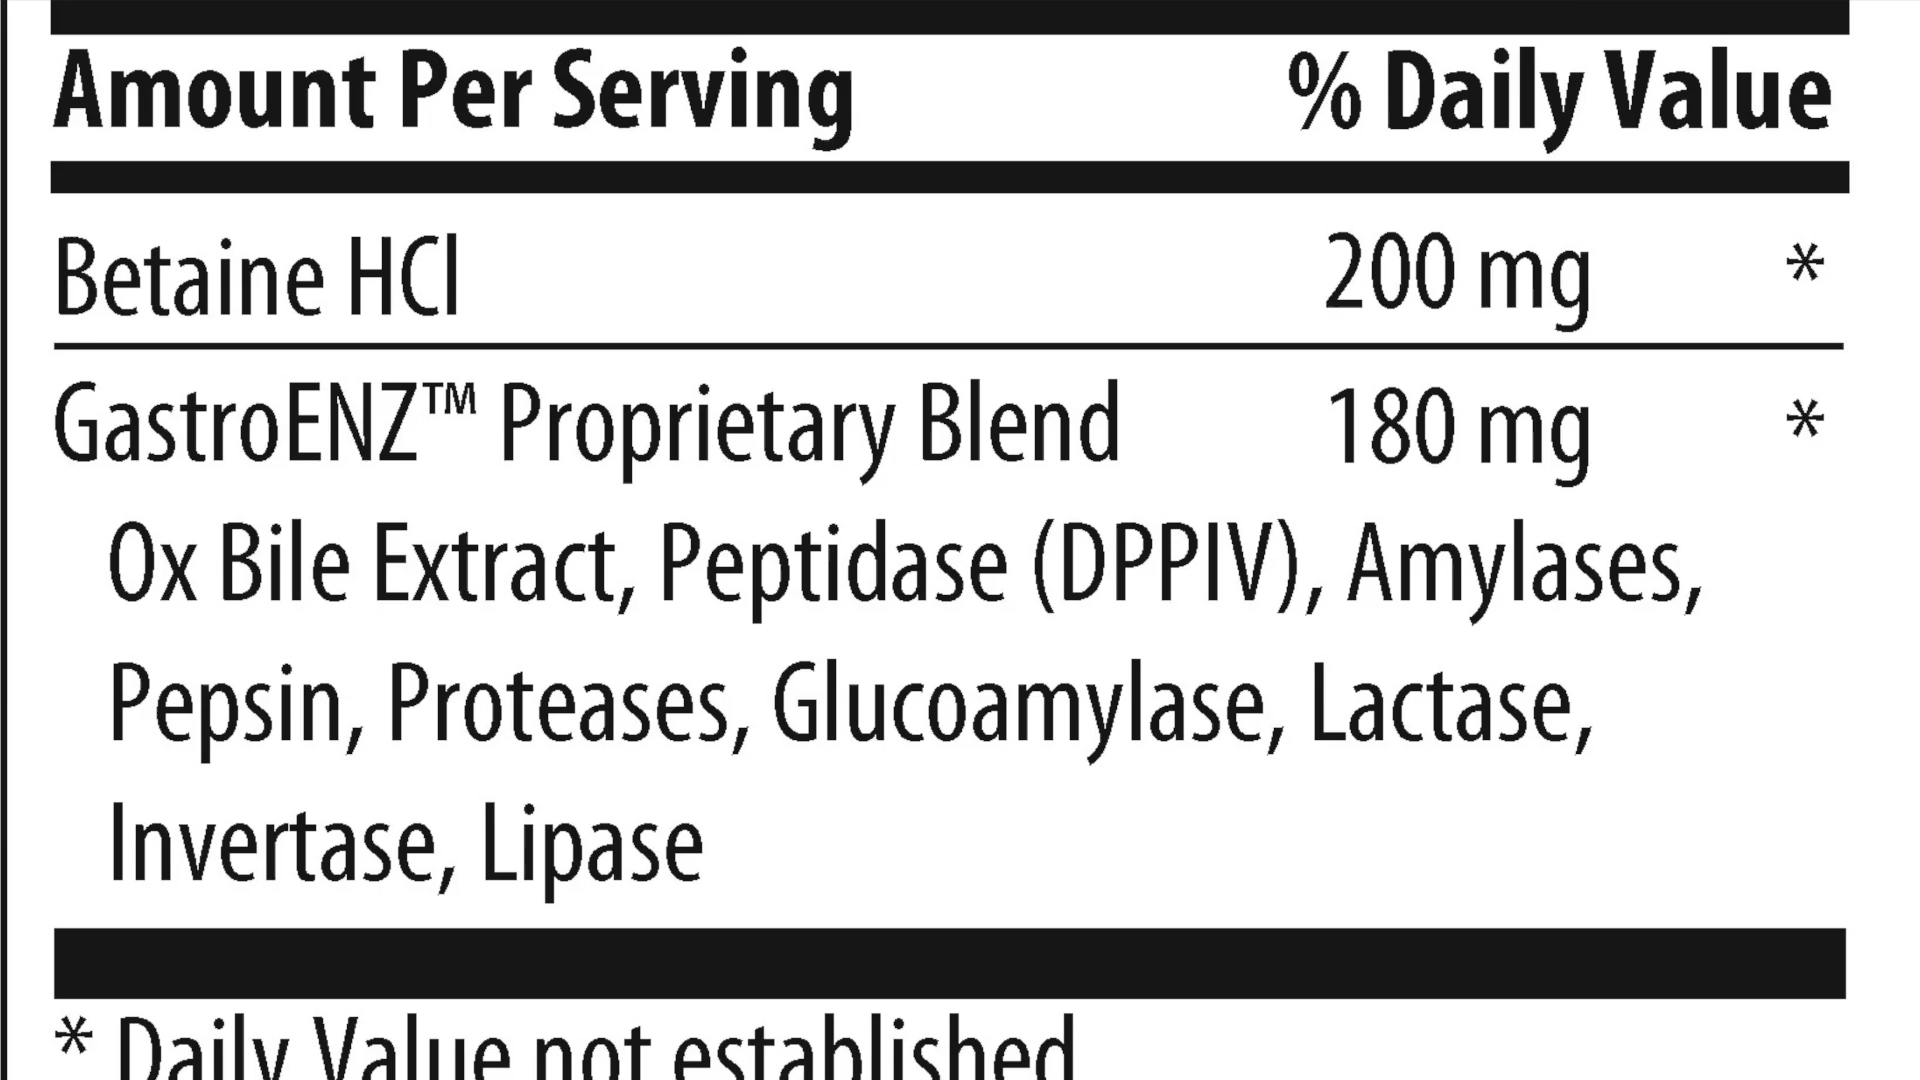 Amount Per Serving % Daily Value
Betaine HCl 200 mg *
GastroENZ™ Proprietary Blend 180 mg *
Ox Bile Extract, Peptidase (DPPIV), Amylases,
Pepsin, Proteases, Glucoamylase, Lactase,
Invertase, Lipase
* Daily Value not established